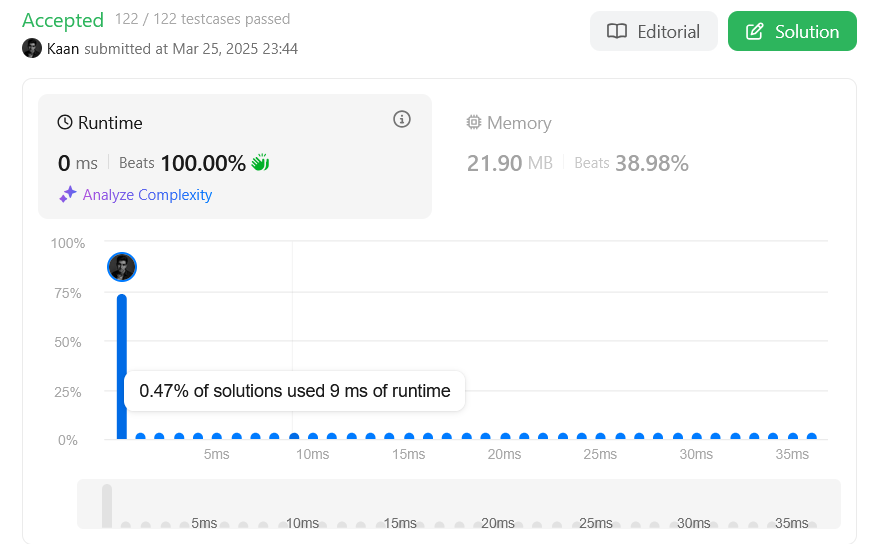 Accepted 122 / 122 testcases passed
Kaan submitted at Mar 25, 2025 23:44
Editorial
Solution
Runtime
0 ms Beats 100.00%
Analyze Complexity
Memory
21.90 MB Beats 38.98%
100%
75%
50%
25%
0%
0.47% of solutions used 9 ms of runtime
5ms 10ms 15ms 20ms 25ms 30ms 35ms
5ms 10ms 15ms 20ms 25ms 30ms 35ms